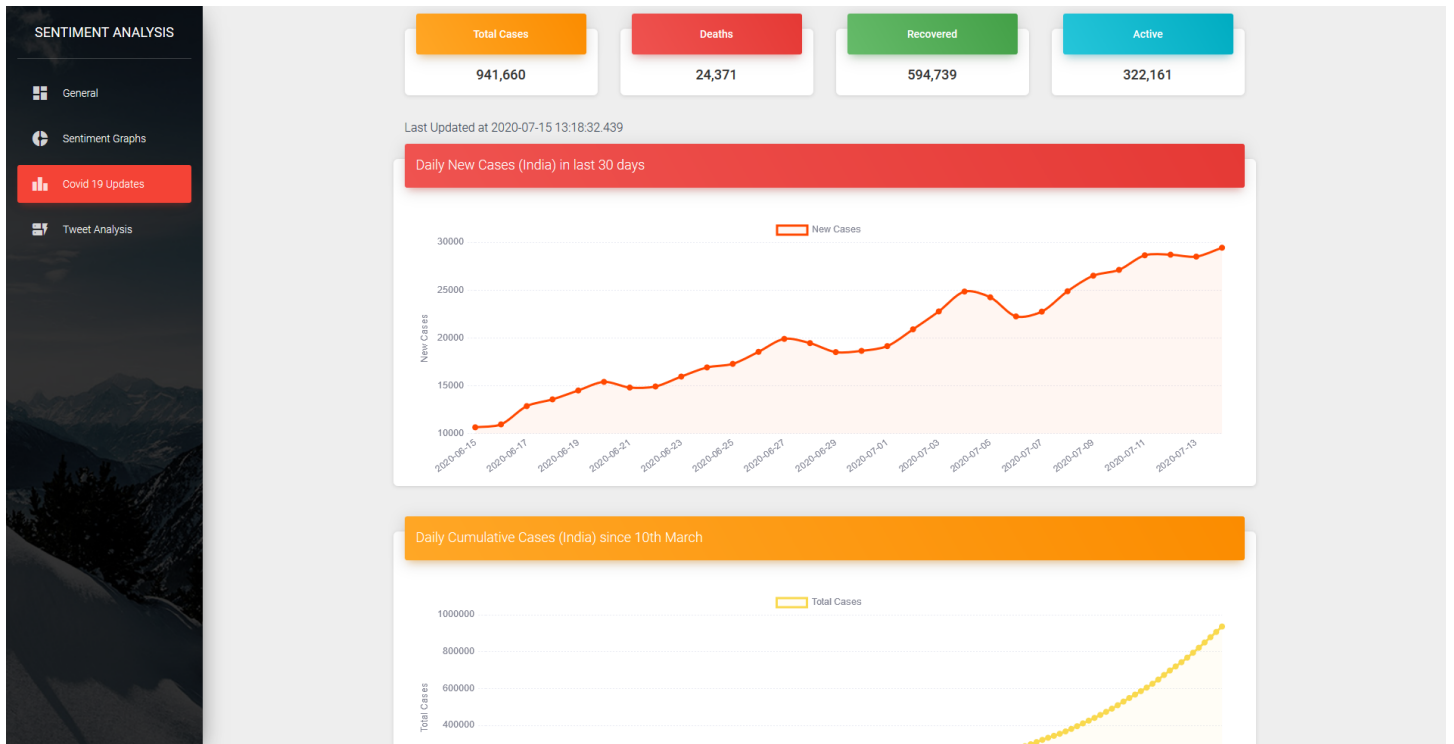 SENTIMENT ANALYSIS
General
Sentiment Graphs
Covid 19 Updates
Tweet Analysis
Total Cases
941,660
Deaths
24,371
Recovered
594,739
Active
322,161
Last Updated at 2020-07-15 13:18:32.439
Daily New Cases (India) in last 30 days
New Cases
30000
25000
20000
15000
10000
New Cases
2020-06-15
2020-06-17
2020-06-19
2020-06-21
2020-06-23
2020-06-25
2020-06-27
2020-06-29
2020-07-01
2020-07-03
2020-07-05
2020-07-07
2020-07-09
2020-07-11
2020-07-13
Daily Cumulative Cases (India) since 10th March
Total Cases
1000000
800000
600000
400000
Total Cases